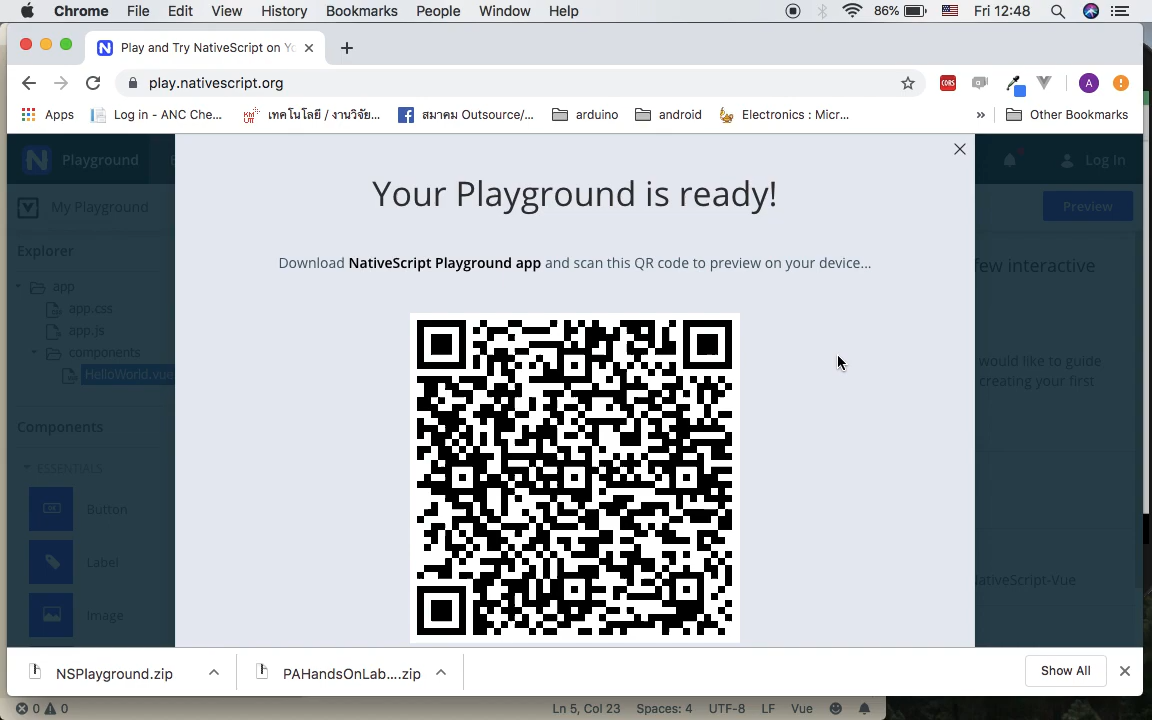 Chrome File Edit View History Bookmarks People Window Help 86% Fri 12:48
Play and Try NativeScript on Yo
play.nativescript.org CORS A
Apps Log in - ANC Che... เทคโนโลยี / งานวิจัย... สมาคม Outsource/... arduino android Electronics : Micr... » Other Bookmarks
N Playground Log In
Your Playground is ready!
My Playground Preview
Explorer
Download NativeScript Playground app and scan this QR code to preview on your device...
few interactive
app
app.css
app.js
components
would like to guide
HelloWorld.vue
creating your first
Components
ESSENTIALS
Button
Label
NativeScript-Vue
Image
NSPlayground.zip PAHandsOnLab....zip Show All
0 0 Ln 5, Col 23 Spaces: 4 UTF-8 LF Vue